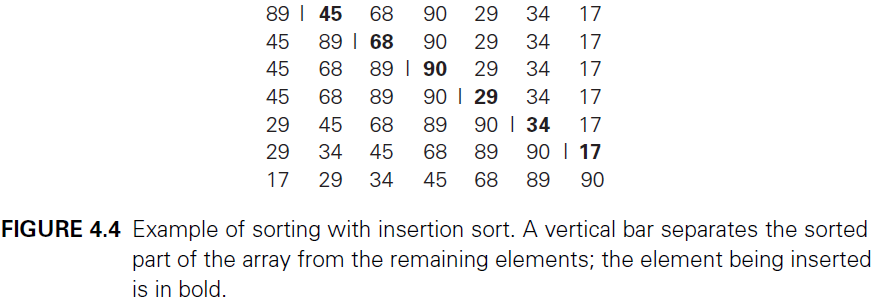 89 | 45 68 90 29 34 17
45 89 | 68 90 29 34 17
45 68 89 | 90 29 34 17
45 68 89 90 | 29 34 17
29 45 68 89 90 | 34 17
29 34 45 68 89 90 | 17
17 29 34 45 68 89 90
FIGURE 4.4 Example of sorting with insertion sort. A vertical bar separates the sorted
part of the array from the remaining elements; the element being inserted
is in bold.